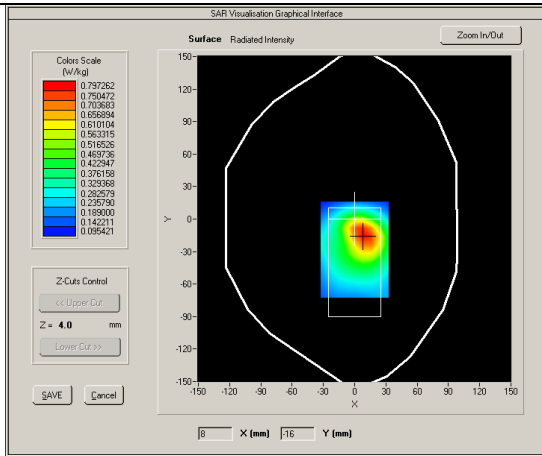 SAR Visualisation Graphical Interface
Surface Radiated Intensity
Zoom In/Out
Colors Scale
(W/kg)
0.797262
0.750472
0.703683
0.656894
0.610104
0.563315
0.516526
0.469736
0.422947
0.376158
0.329368
0.282579
0.235790
0.189000
0.142211
0.095421
Z-Cuts Control
<< Upper Cut
Z = 4.0 mm
Lower Cut >>
SAVE Cancel
150
120
90
60
30
0
-30
-60
-90
-120
-150
Y
-150 -120 -90 -60 -30 0 30 60 90 120 150
X
8 X (mm) -16 Y (mm)